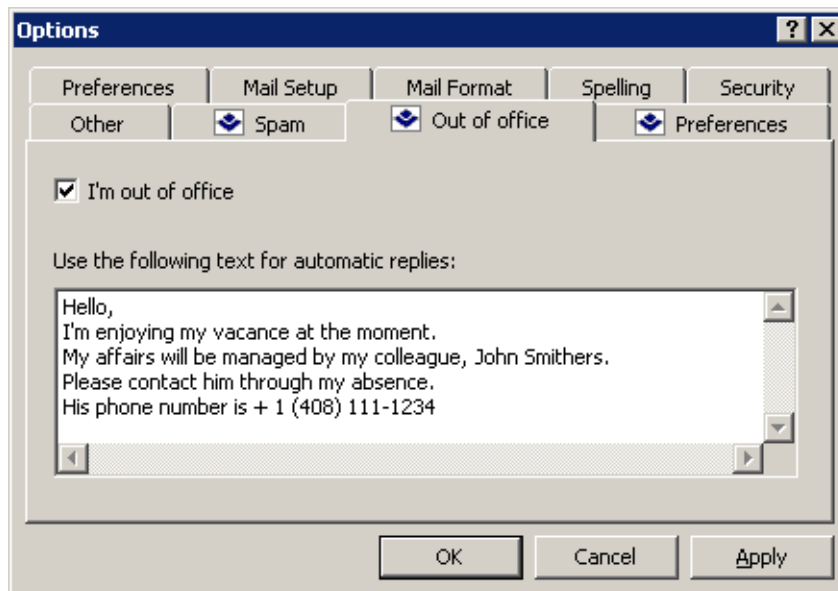 Options
Preferences
Mail Setup
Mail Format
Spelling
Security
Other
Spam
Out of office
Preferences
I'm out of office
Use the following text for automatic replies:
Hello,
I'm enjoying my vacance at the moment.
My affairs will be managed by my colleague, John Smithers.
Please contact him through my absence.
His phone number is + 1 (408) 111-1234
OK
Cancel
Apply